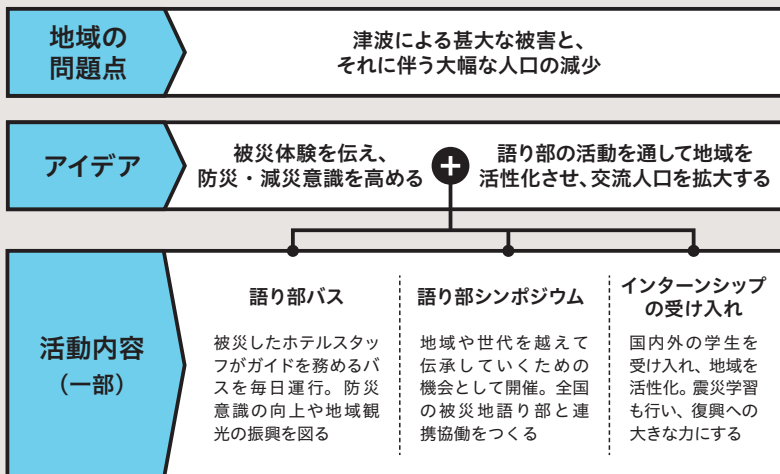 地域の
問題点
津波による甚大な被害と、
それに伴う大幅な人口の減少
アイデア
被災体験を伝え、
防災・減災意識を高める
+
語り部の活動を通して地域を
活性化させ、交流人口を拡大する
活動内容
（一部）
語り部バス
被災したホテルスタッ
フがガイドを務めるバ
スを毎日運行。防災
意識の向上や地域観
光の振興を図る
語り部シンポジウム
地域や世代を越えて
伝承していくための
機会として開催。全国
の被災地語り部と連
携協働をつくる
インターンシップ
の受け入れ
国内外の学生を
受け入れ、地域を
活性化。震災学習
も行い、復興への
大きな力にする